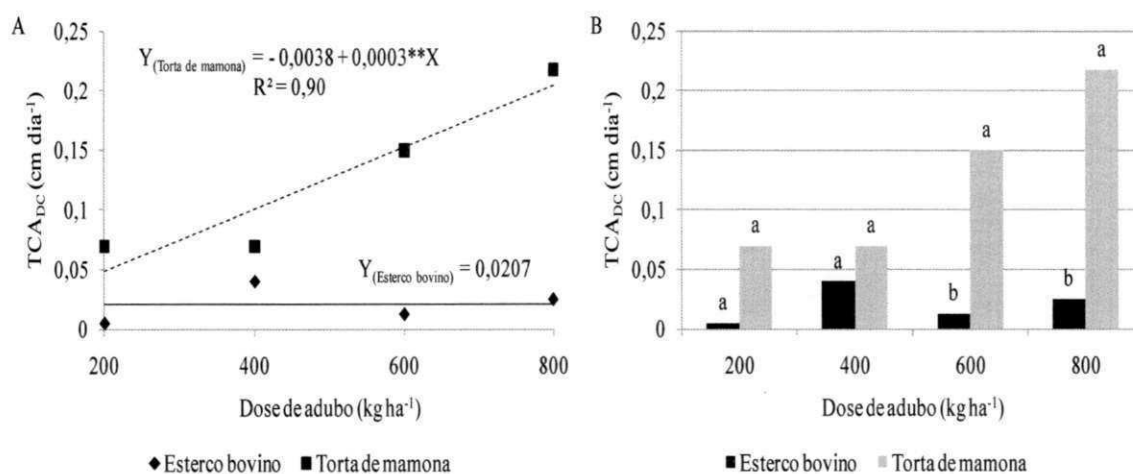 A
0,25
0,2
0,15
0,1
0,05
0
TCA_DC (cm dia⁻¹)
Y_(Torta de mamona) = - 0,0038 + 0,0003**X
R² = 0,90
Y_(Esterco bovino) = 0,0207
200 400 600 800
Dose de adubo (kg ha⁻¹)
Esterco bovino Torta de mamona
B
0,25
0,2
0,15
0,1
0,05
0
TCA_DC (cm dia⁻¹)
a a a a b a b a
200 400 600 800
Dose de adubo (kg ha⁻¹)
Esterco bovino Torta de mamona